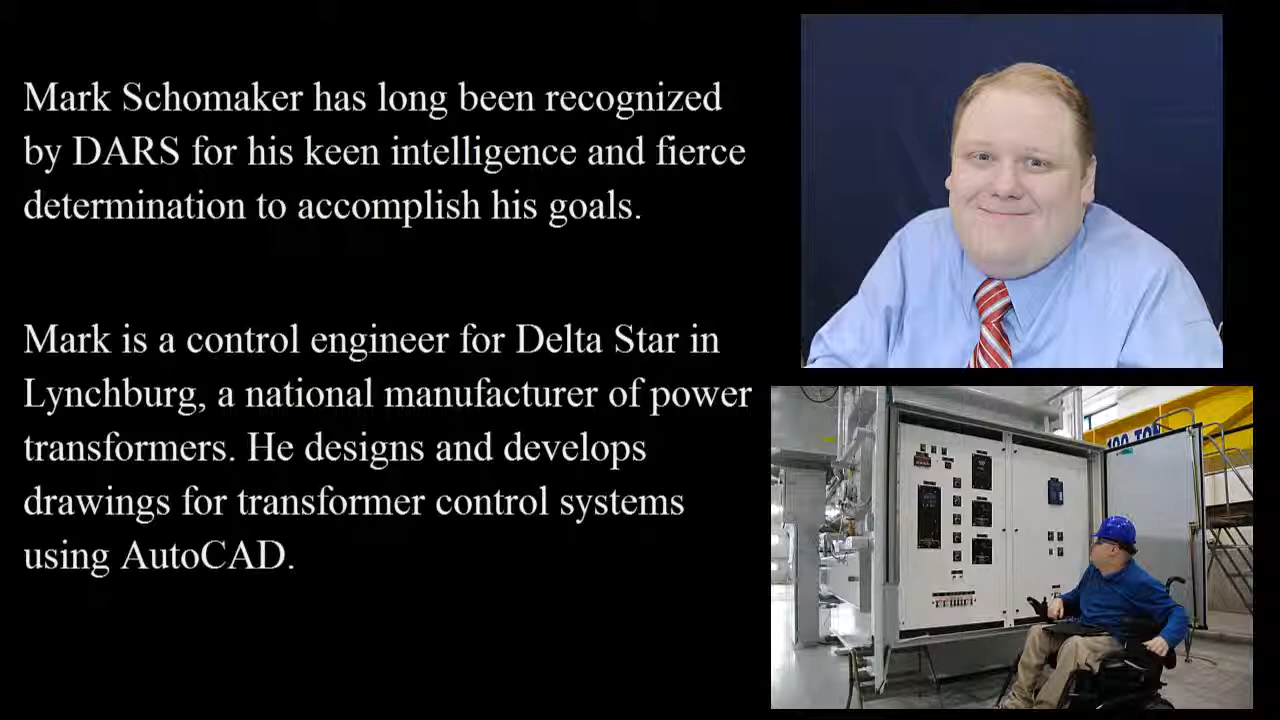 Mark Schomaker has long been recognized
by DARS for his keen intelligence and fierce
determination to accomplish his goals.
Mark is a control engineer for Delta Star in
Lynchburg, a national manufacturer of power
transformers. He designs and develops
drawings for transformer control systems
using AutoCAD.
100 TON